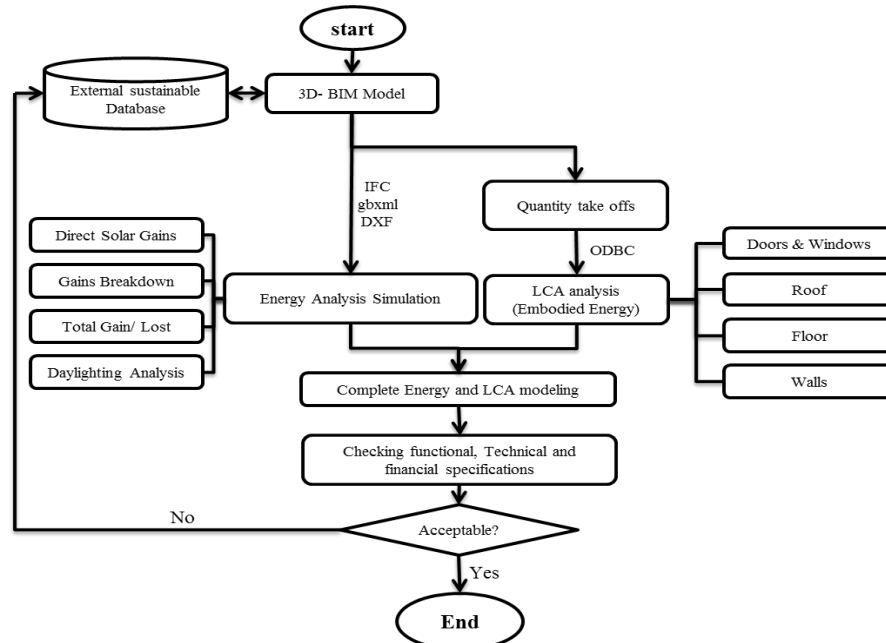 start
External sustainable
Database
3D- BIM Model
IFC
gbxml
DXF
Quantity take offs
ODBC
Direct Solar Gains
Gains Breakdown
Total Gain/ Lost
Daylighting Analysis
Energy Analysis Simulation
LCA analysis
(Embodied Energy)
Doors & Windows
Roof
Floor
Walls
Complete Energy and LCA modeling
Checking functional, Technical and
financial specifications
Acceptable?
No
Yes
End